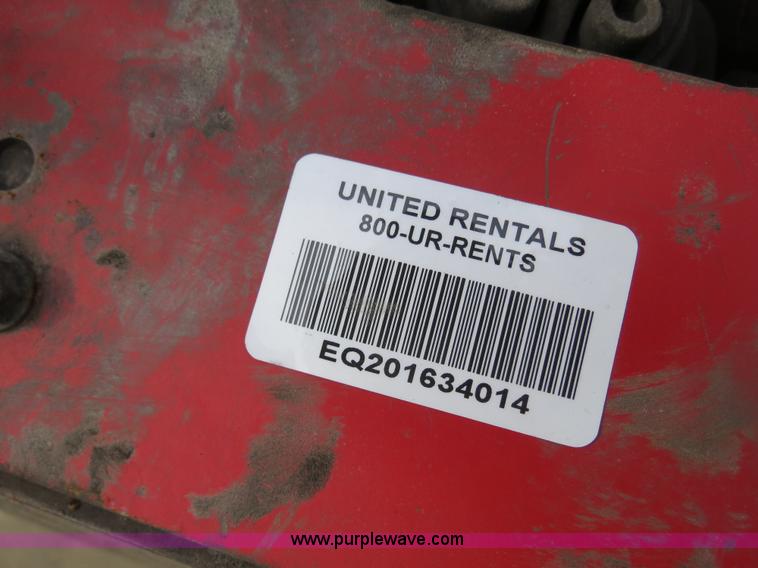 UNITED RENTALS
800-UR-RENTS
EQ201634014
www.purplewave.com